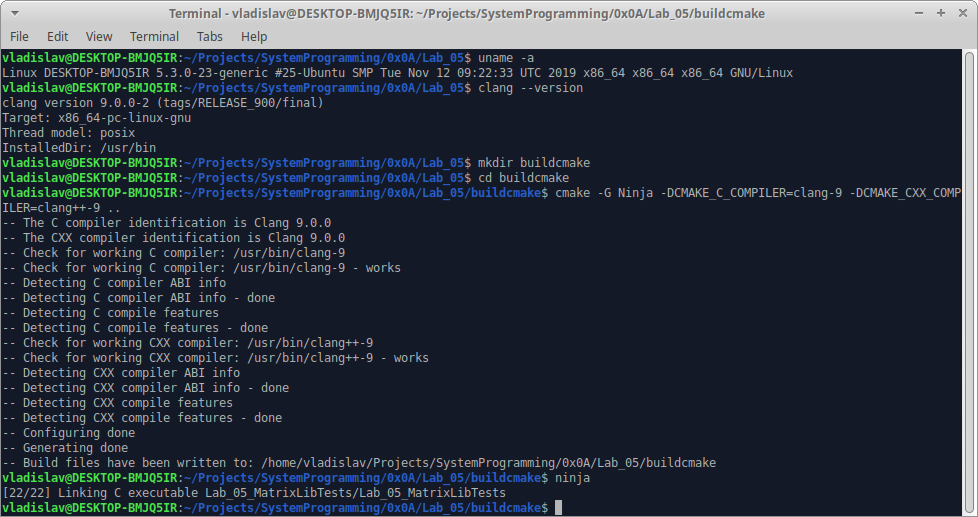 Terminal - vladislav@DESKTOP-BMJQ5IR: ~/Projects/SystemProgramming/0x0A/Lab_05/buildcmake
File Edit View Terminal Tabs Help
vladislav@DESKTOP-BMJQ5IR:~/Projects/SystemProgramming/0x0A/Lab_05$ uname -a
Linux DESKTOP-BMJQ5IR 5.3.0-23-generic #25-Ubuntu SMP Tue Nov 12 09:22:33 UTC 2019 x86_64 x86_64 x86_64 GNU/Linux
vladislav@DESKTOP-BMJQ5IR:~/Projects/SystemProgramming/0x0A/Lab_05$ clang --version
clang version 9.0.0-2 (tags/RELEASE_900/final)
Target: x86_64-pc-linux-gnu
Thread model: posix
InstalledDir: /usr/bin
vladislav@DESKTOP-BMJQ5IR:~/Projects/SystemProgramming/0x0A/Lab_05$ mkdir buildcmake
vladislav@DESKTOP-BMJQ5IR:~/Projects/SystemProgramming/0x0A/Lab_05$ cd buildcmake
vladislav@DESKTOP-BMJQ5IR:~/Projects/SystemProgramming/0x0A/Lab_05/buildcmake$ cmake -G Ninja -DCMAKE_C_COMPILER=clang-9 -DCMAKE_CXX_COMP
ILER=clang++-9 ..
-- The C compiler identification is Clang 9.0.0
-- The CXX compiler identification is Clang 9.0.0
-- Check for working C compiler: /usr/bin/clang-9
-- Check for working C compiler: /usr/bin/clang-9 - works
-- Detecting C compiler ABI info
-- Detecting C compiler ABI info - done
-- Detecting C compile features
-- Detecting C compile features - done
-- Check for working CXX compiler: /usr/bin/clang++-9
-- Check for working CXX compiler: /usr/bin/clang++-9 - works
-- Detecting CXX compiler ABI info
-- Detecting CXX compiler ABI info - done
-- Detecting CXX compile features
-- Detecting CXX compile features - done
-- Configuring done
-- Generating done
-- Build files have been written to: /home/vladislav/Projects/SystemProgramming/0x0A/Lab_05/buildcmake
vladislav@DESKTOP-BMJQ5IR:~/Projects/SystemProgramming/0x0A/Lab_05/buildcmake$ ninja
[22/22] Linking C executable Lab_05_MatrixLibTests/Lab_05_MatrixLibTests
vladislav@DESKTOP-BMJQ5IR:~/Projects/SystemProgramming/0x0A/Lab_05/buildcmake$